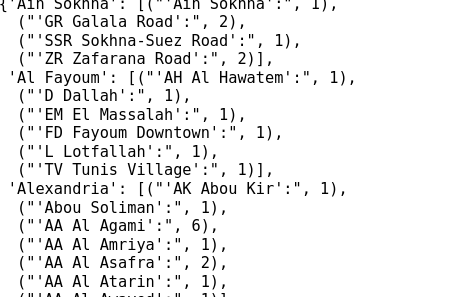 {'Ain Sokhna': [("'Ain Sokhna':", 1),
("'GR Galala Road':", 2),
("'SSR Sokhna-Suez Road':", 1),
("'ZR Zafarana Road':", 2)],
'Al Fayoum': [("'AH Al Hawatem':", 1),
("'D Dallah':", 1),
("'EM El Massalah':", 1),
("'FD Fayoum Downtown':", 1),
("'L Lotfallah':", 1),
("'TV Tunis Village':", 1)],
'Alexandria': [("'AK Abou Kir':", 1),
("'Abou Soliman':", 1),
("'AA Al Agami':", 6),
("'AA Al Amriya':", 1),
("'AA Al Asafra':", 2),
("'AA Al Atarin':", 1),